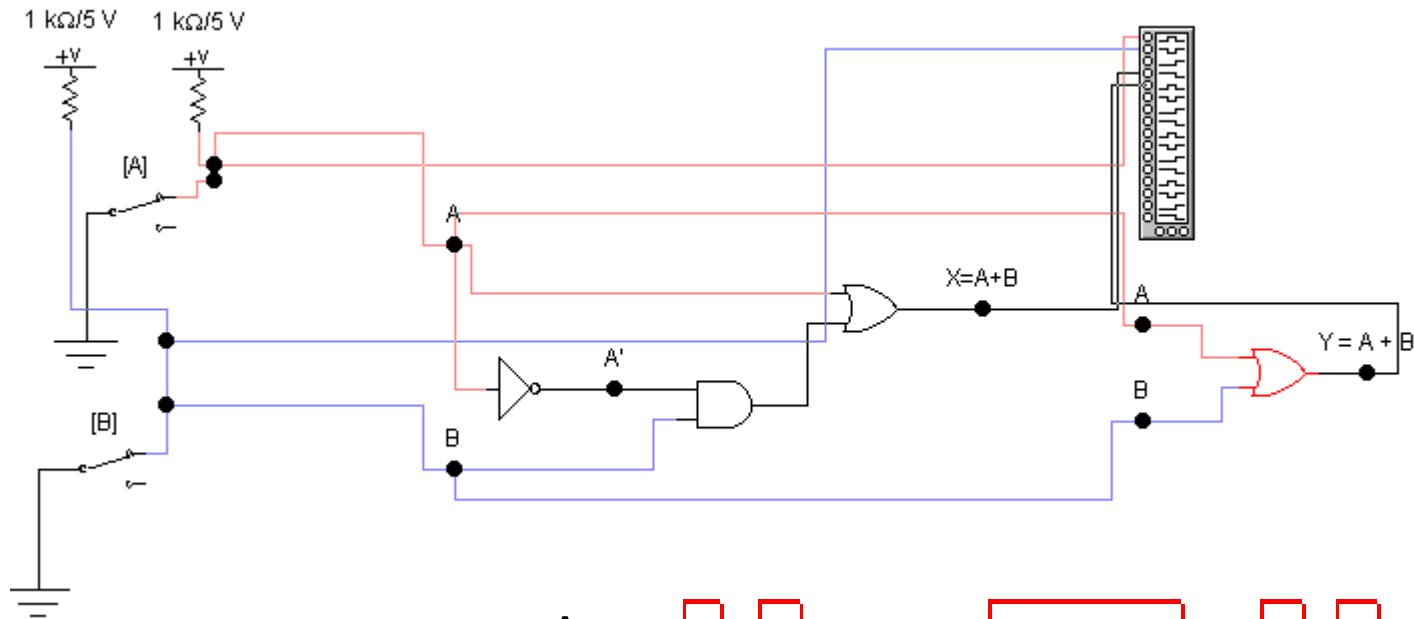 1 kΩ/5 V
1 kΩ/5 V
+V
+V
[A]
A
X=A+B
A
A'
Y = A + B
B
[B]
B